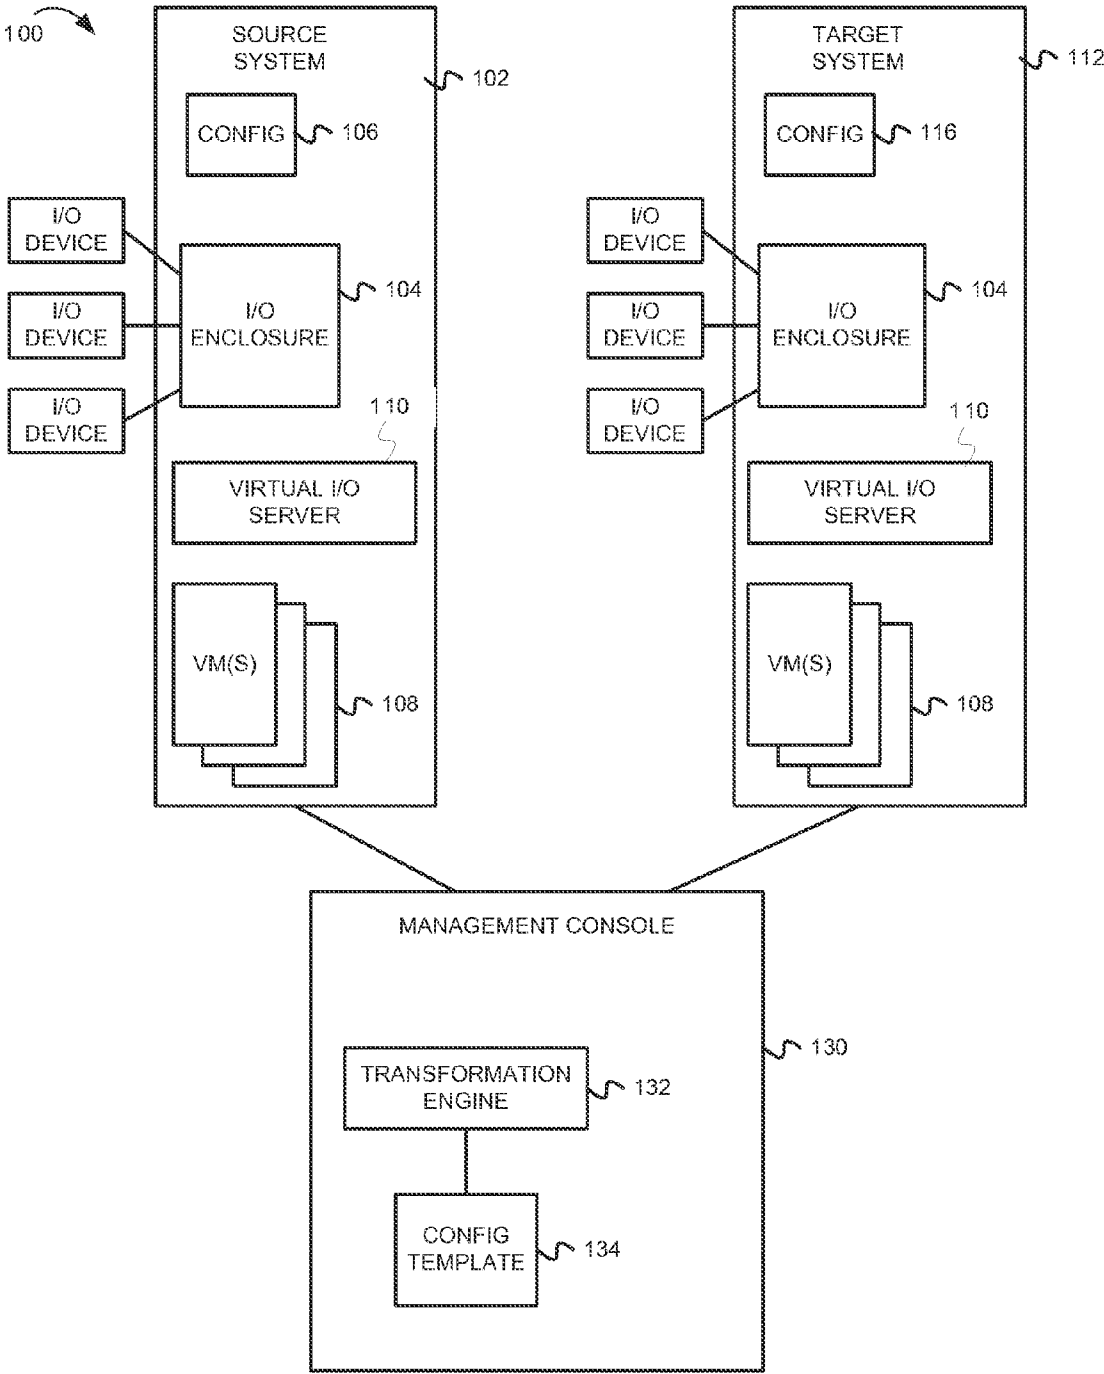 100
SOURCE
SYSTEM
102
CONFIG
106
I/O
DEVICE
I/O
DEVICE
I/O
DEVICE
I/O
ENCLOSURE
104
110
VIRTUAL I/O
SERVER
VM(S)
108
TARGET
SYSTEM
112
CONFIG
116
I/O
DEVICE
I/O
DEVICE
I/O
DEVICE
I/O
ENCLOSURE
104
110
VIRTUAL I/O
SERVER
VM(S)
108
MANAGEMENT CONSOLE
130
TRANSFORMATION
ENGINE
132
CONFIG
TEMPLATE
134